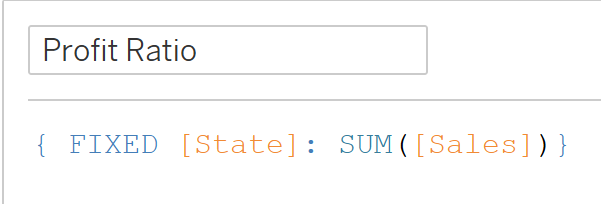 Profit Ratio
{ FIXED [State]: SUM([Sales])}